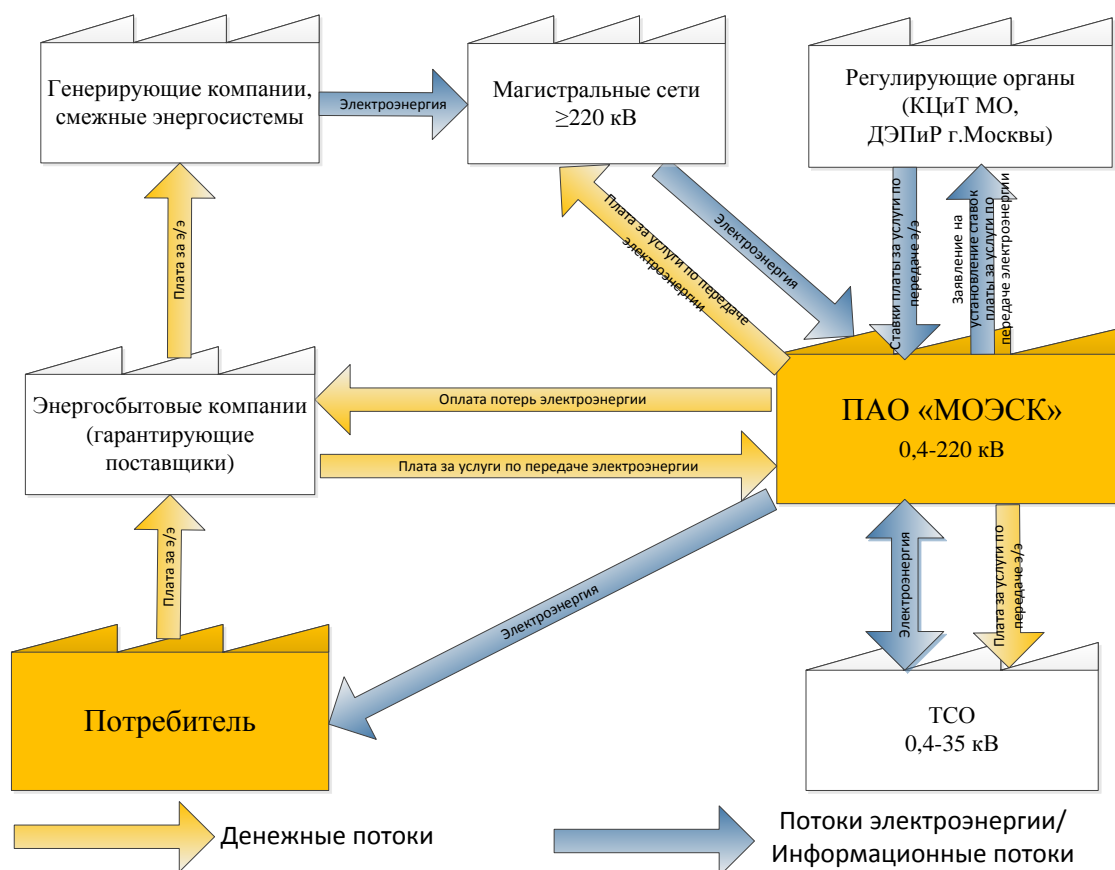 Генерирующие компании,
смежные энергосистемы
Электроэнергия
Магистральные сети
≥220 кВ
Регулирующие органы
(КЦиТ МО,
ДЭПиР г.Москвы)
Плата за э/э
Плата за услуги по передаче
электроэнергии
Электроэнергия
Ставки платы за услуги по
передаче э/э
Заявление на
установление ставок
платы за услуги по
передаче электроэнергии
Энергосбытовые компании
(гарантирующие
поставщики)
Оплата потерь электроэнергии
Плата за услуги по передаче электроэнергии
ПАО «МОЭСК»
0,4-220 кВ
Плата за э/э
Электроэнергия
Электроэнергия
Плата за услуги по
передаче э/э
Потребитель
ТСО
0,4-35 кВ
Денежные потоки
Потоки электроэнергии/
Информационные потоки